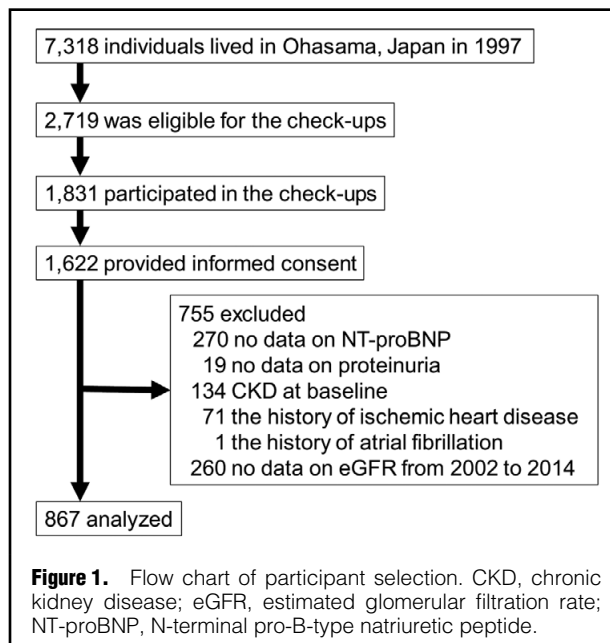 7,318 individuals lived in Ohasama, Japan in 1997
2,719 was eligible for the check-ups
1,831 participated in the check-ups
1,622 provided informed consent
755 excluded
270 no data on NT-proBNP
19 no data on proteinuria
134 CKD at baseline
71 the history of ischemic heart disease
1 the history of atrial fibrillation
260 no data on eGFR from 2002 to 2014
867 analyzed
Figure 1. Flow chart of participant selection. CKD, chronic
kidney disease; eGFR, estimated glomerular filtration rate;
NT-proBNP, N-terminal pro-B-type natriuretic peptide.